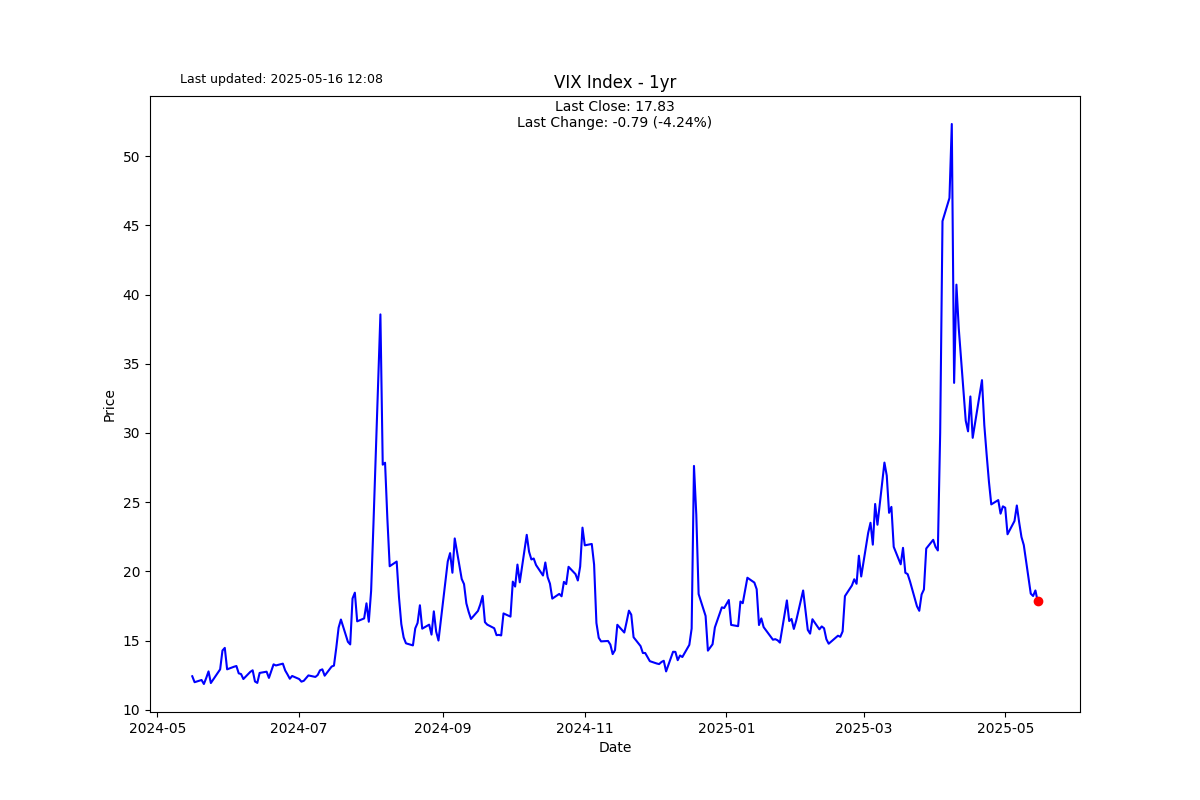 Last updated: 2025-05-16 12:08
VIX Index - 1yr
Last Close: 17.83
Last Change: -0.79 (-4.24%)
50
45
40
35
30
25
20
15
10
Price
2024-05
2024-07
2024-09
2024-11
2025-01
2025-03
2025-05
Date